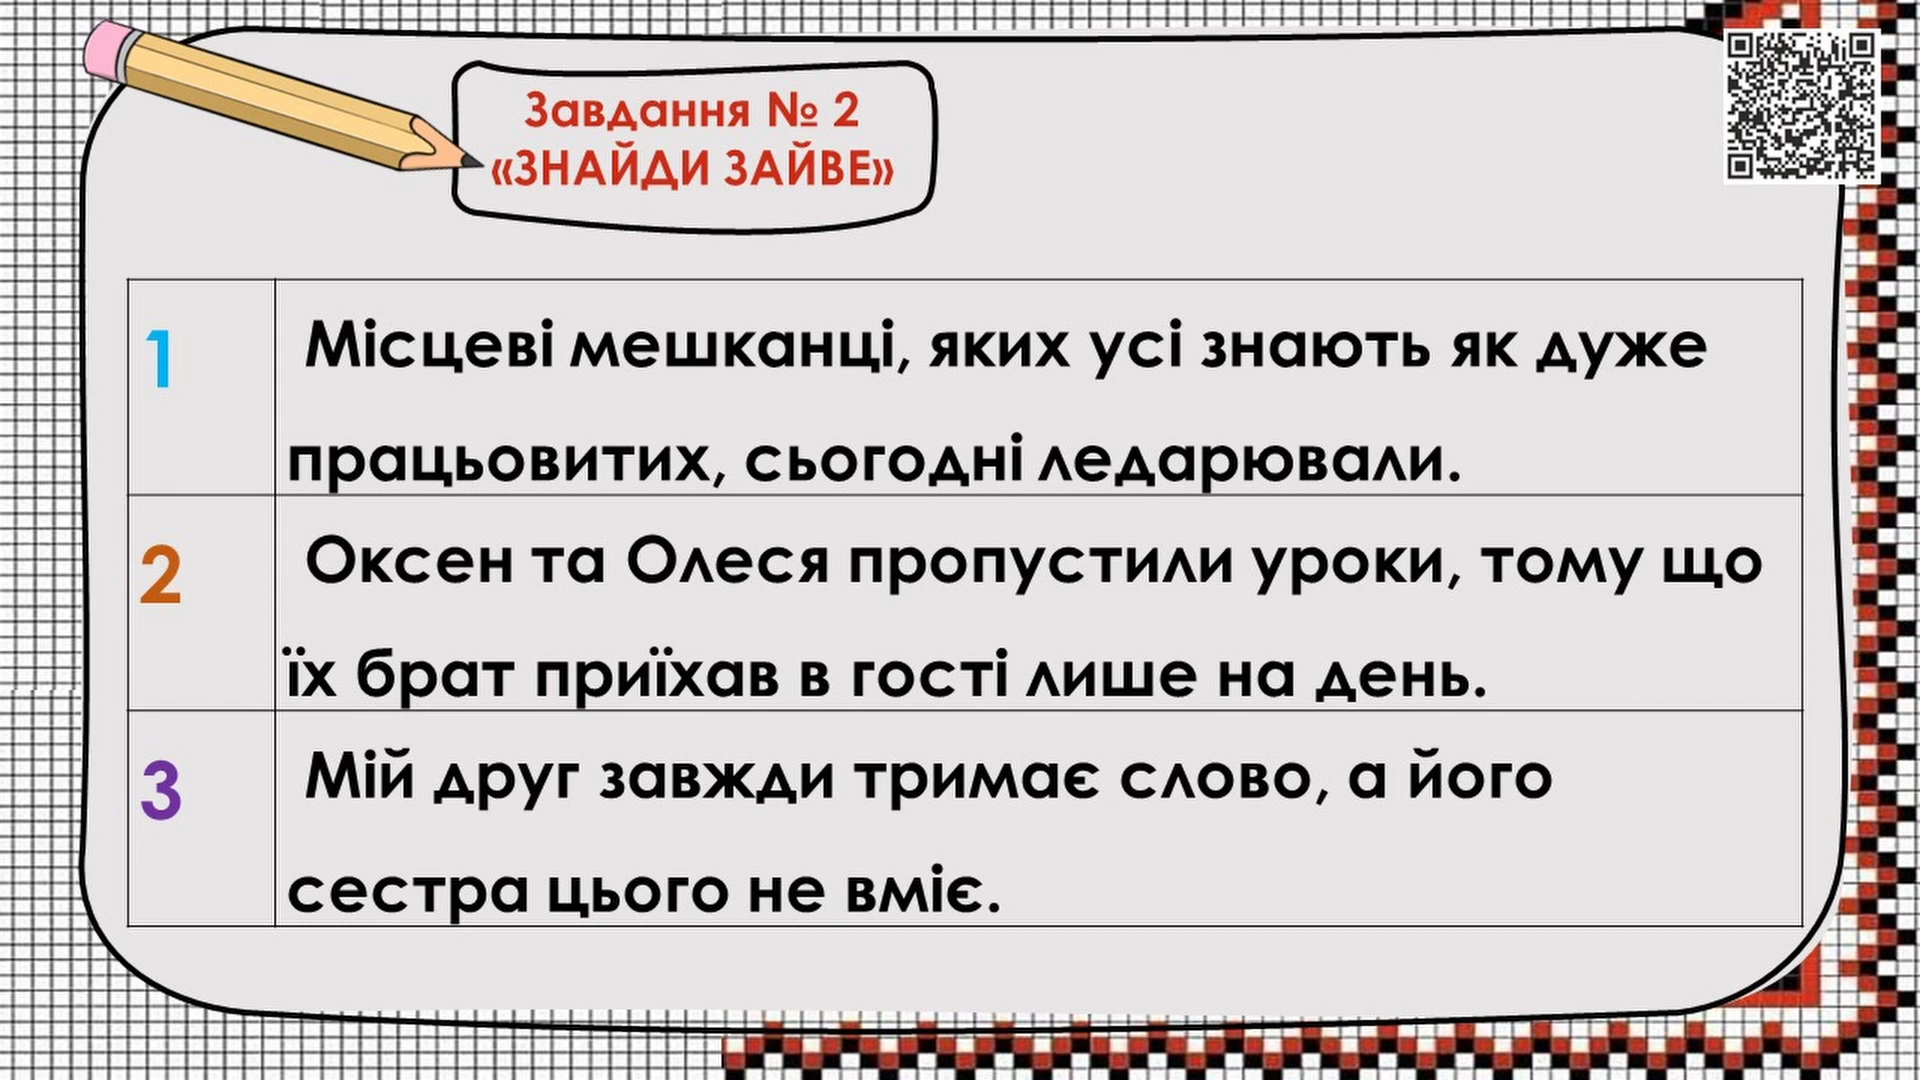 Завдання № 2
«ЗНАЙДИ ЗАЙВЕ»
1
Місцеві мешканці, яких усі знають як дуже
працьовитих, сьогодні ледарювали.
2
Оксен та Олеся пропустили уроки, тому що
їх брат приїхав в гості лише на день.
3
Мій друг завжди тримає слово, а його
сестра цього не вміє.